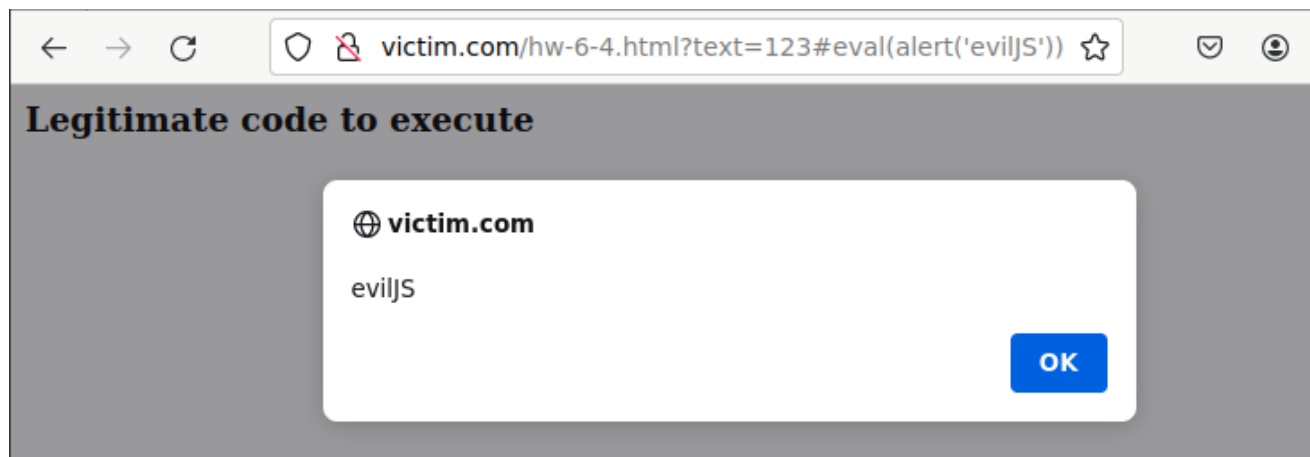 victim.com/hw-6-4.html?text=123#eval(alert('evilJS'))
Legitimate code to execute
victim.com
evilJS
OK